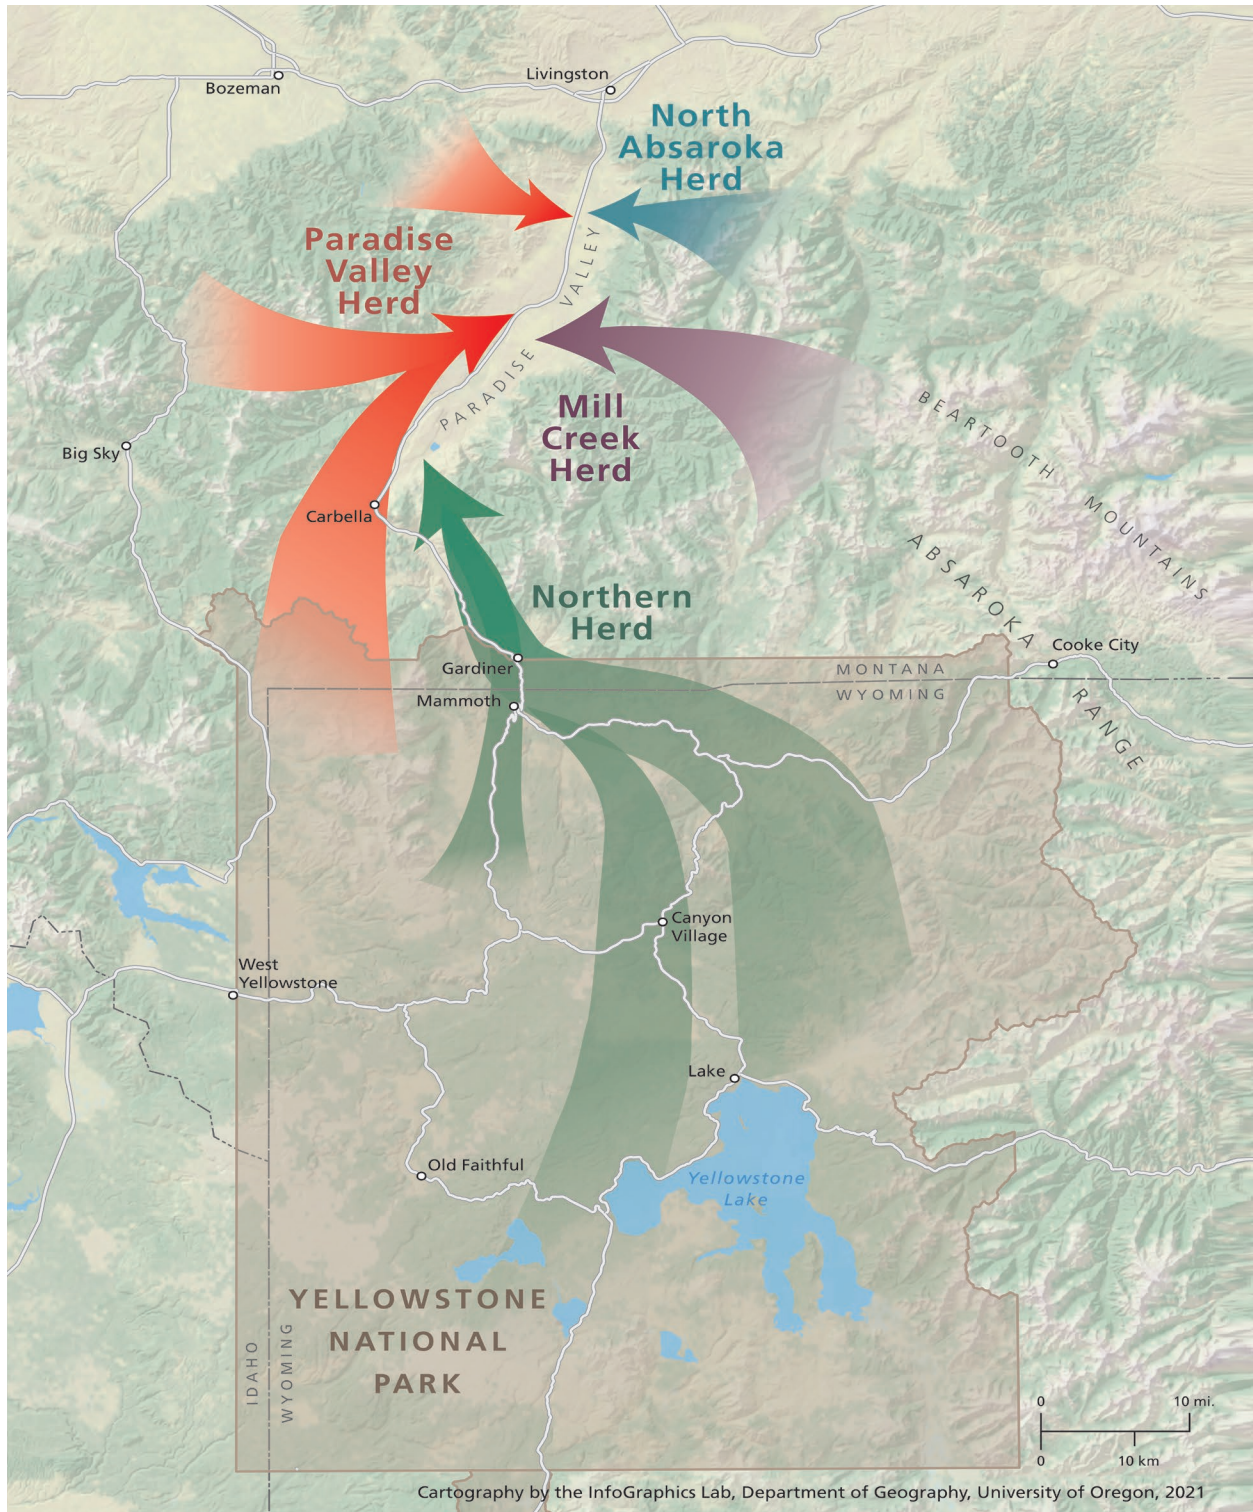 Bozeman
Livingston
North
Absaroka
Herd
Paradise
Valley
Herd
PARADISE VALLEY
Mill
Creek
Herd
BEARTOOTH MOUNTAINS
Big Sky
Carbella
ABSAROKA RANGE
Northern
Herd
Cooke City
Gardiner
MONTANA
WYOMING
Mammoth
Canyon
Village
West
Yellowstone
Lake
Old Faithful
Yellowstone
Lake
YELLOWSTONE
NATIONAL
PARK
IDAHO
WYOMING
0 10 mi.
0 10 km
Cartography by the InfoGraphics Lab, Department of Geography, University of Oregon, 2021